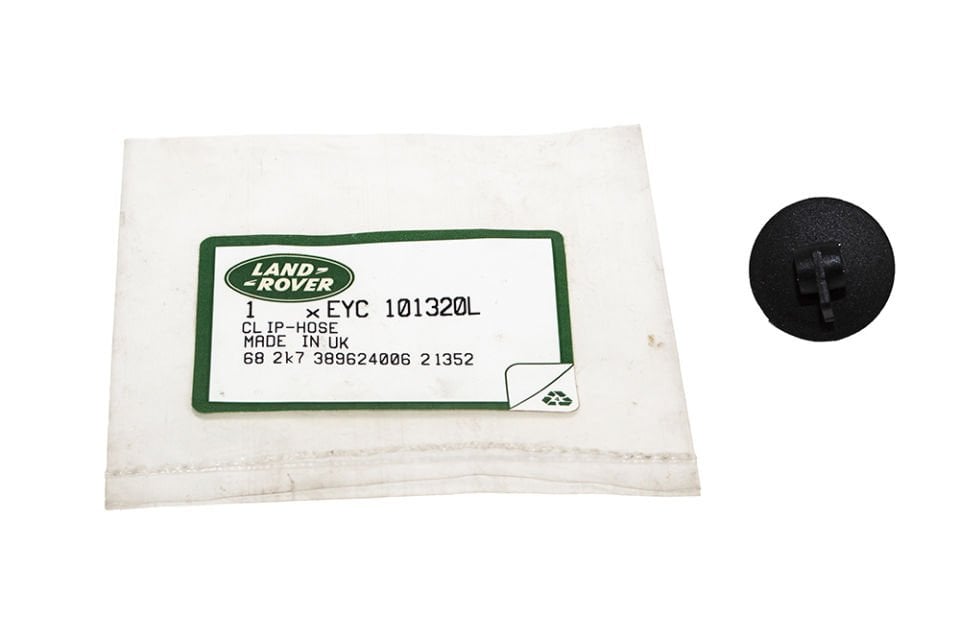 LAND
ROVER
1 x EYC 101320L
CLIP-HOSE
MADE IN UK
68 2k7 389624006 21352